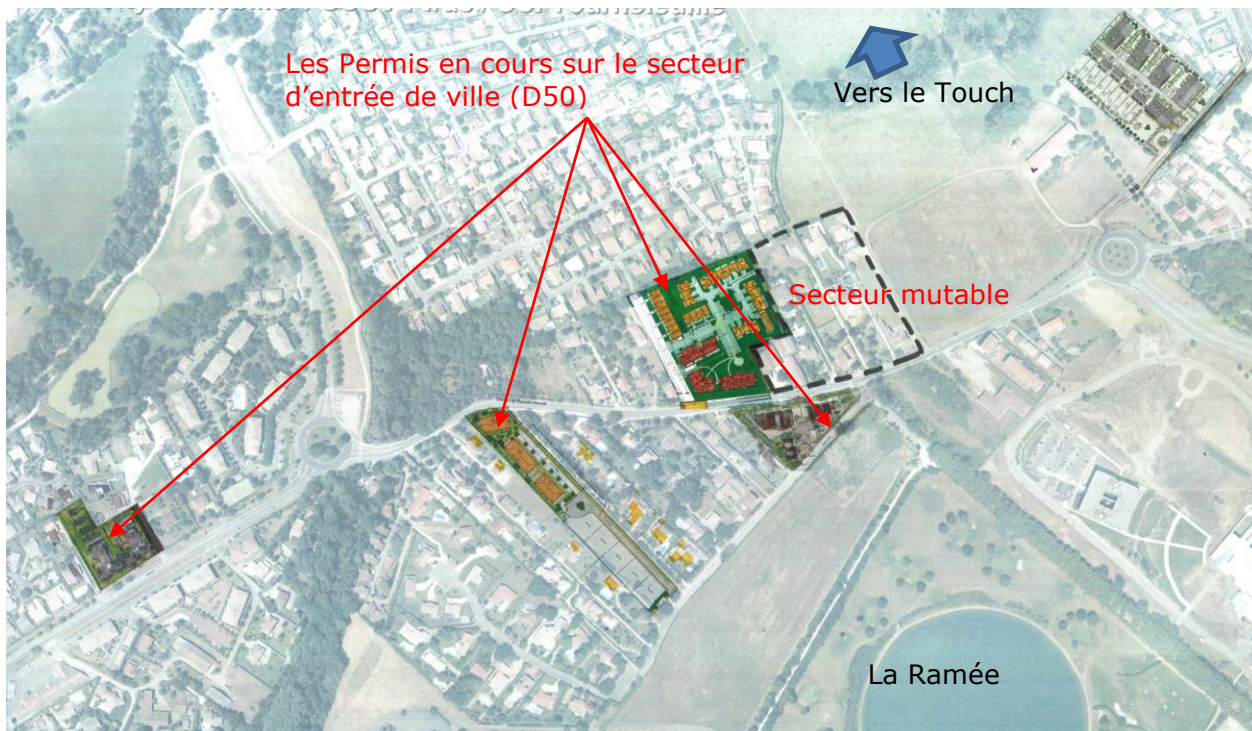 Les Permis en cours sur le secteur
d'entrée de ville (D50)
Vers le Touch
Secteur mutable
La Ramée